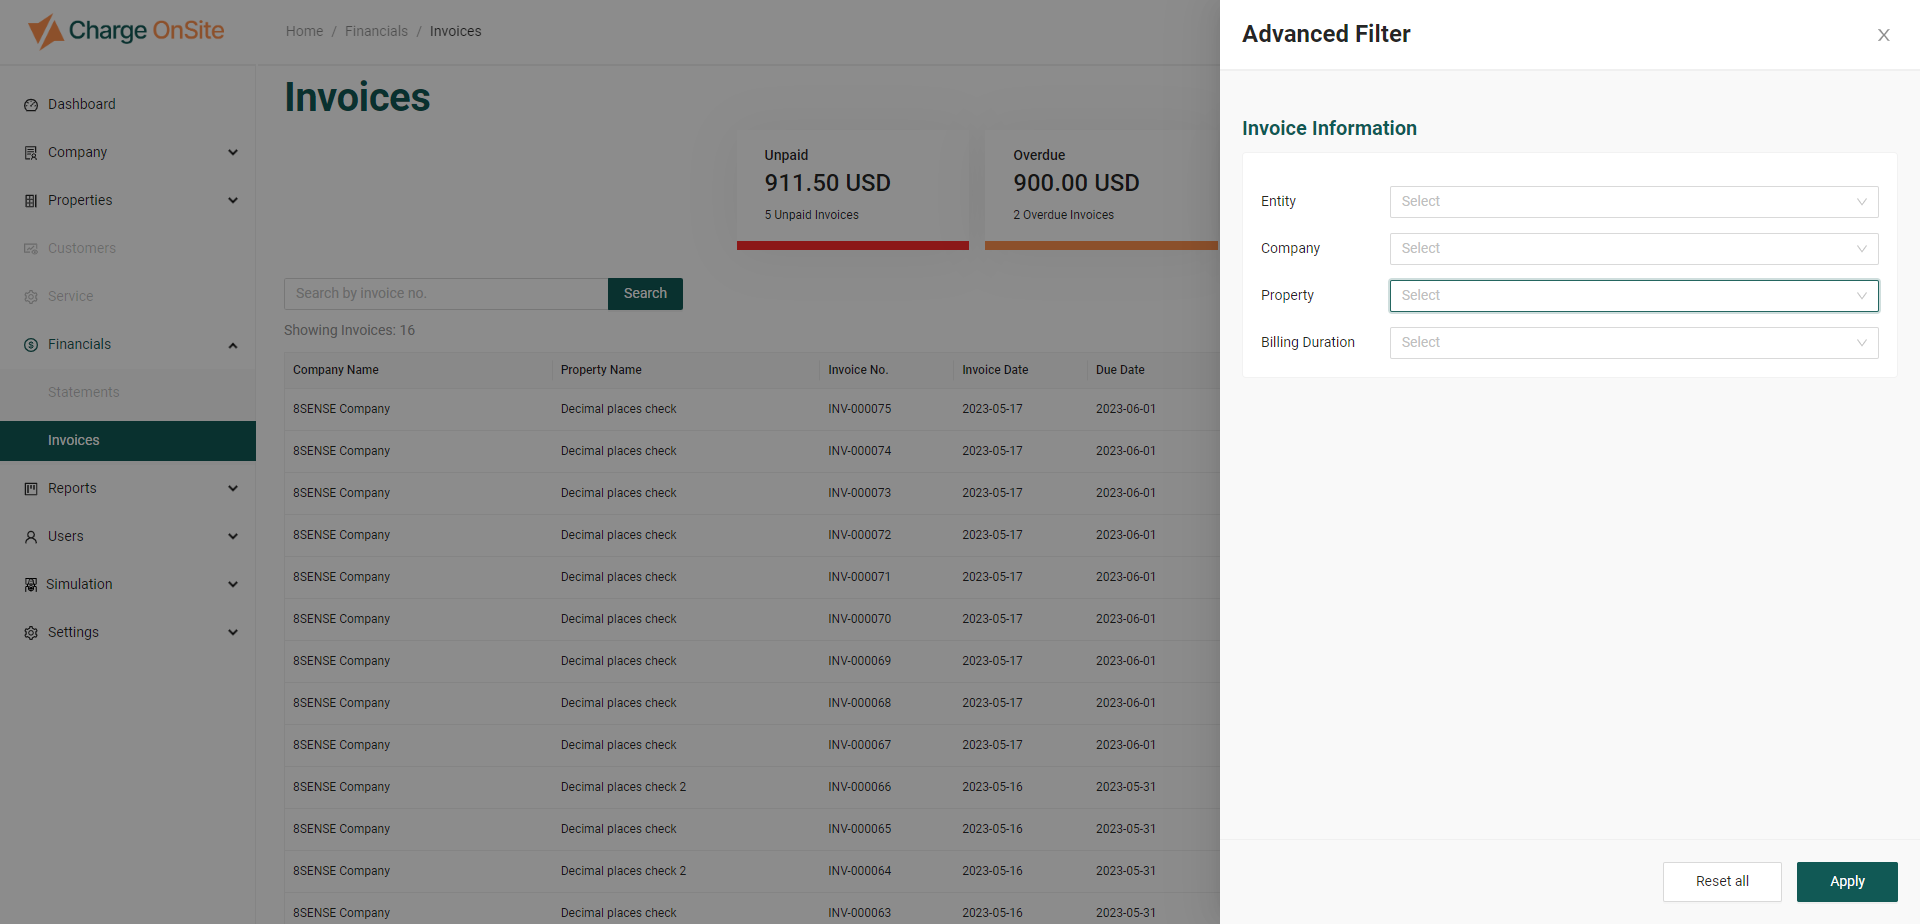 Charge OnSite
Home / Financials / Invoices
Dashboard
Company
Properties
Customers
Service
Financials
Statements
Invoices
Reports
Users
Simulation
Settings
Invoices
Unpaid
911.50 USD
5 Unpaid Invoices
Overdue
900.00 USD
2 Overdue Invoices
Search by invoice no.
Search
Showing Invoices: 16
Company Name Property Name Invoice No. Invoice Date Due Date
8SENSE Company Decimal places check INV-000075 2023-05-17 2023-06-01
8SENSE Company Decimal places check INV-000074 2023-05-17 2023-06-01
8SENSE Company Decimal places check INV-000073 2023-05-17 2023-06-01
8SENSE Company Decimal places check INV-000072 2023-05-17 2023-06-01
8SENSE Company Decimal places check INV-000071 2023-05-17 2023-06-01
8SENSE Company Decimal places check INV-000070 2023-05-17 2023-06-01
8SENSE Company Decimal places check INV-000069 2023-05-17 2023-06-01
8SENSE Company Decimal places check INV-000068 2023-05-17 2023-06-01
8SENSE Company Decimal places check INV-000067 2023-05-17 2023-06-01
8SENSE Company Decimal places check 2 INV-000066 2023-05-16 2023-05-31
8SENSE Company Decimal places check INV-000065 2023-05-16 2023-05-31
8SENSE Company Decimal places check 2 INV-000064 2023-05-16 2023-05-31
8SENSE Company Decimal places check INV-000063 2023-05-16 2023-05-31
Advanced Filter
Invoice Information
Entity Select
Company Select
Property Select
Billing Duration Select
Reset all
Apply